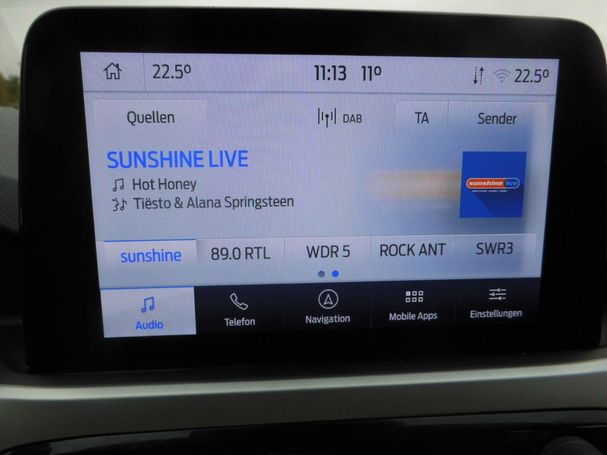 22.5° 11:13 11° 22.5°
Quellen DAB TA Sender
SUNSHINE LIVE
Hot Honey
Tiësto & Alana Springsteen
sunshine live
sunshine 89.0 RTL WDR 5 ROCK ANT SWR3
Audio Telefon Navigation Mobile Apps Einstellungen